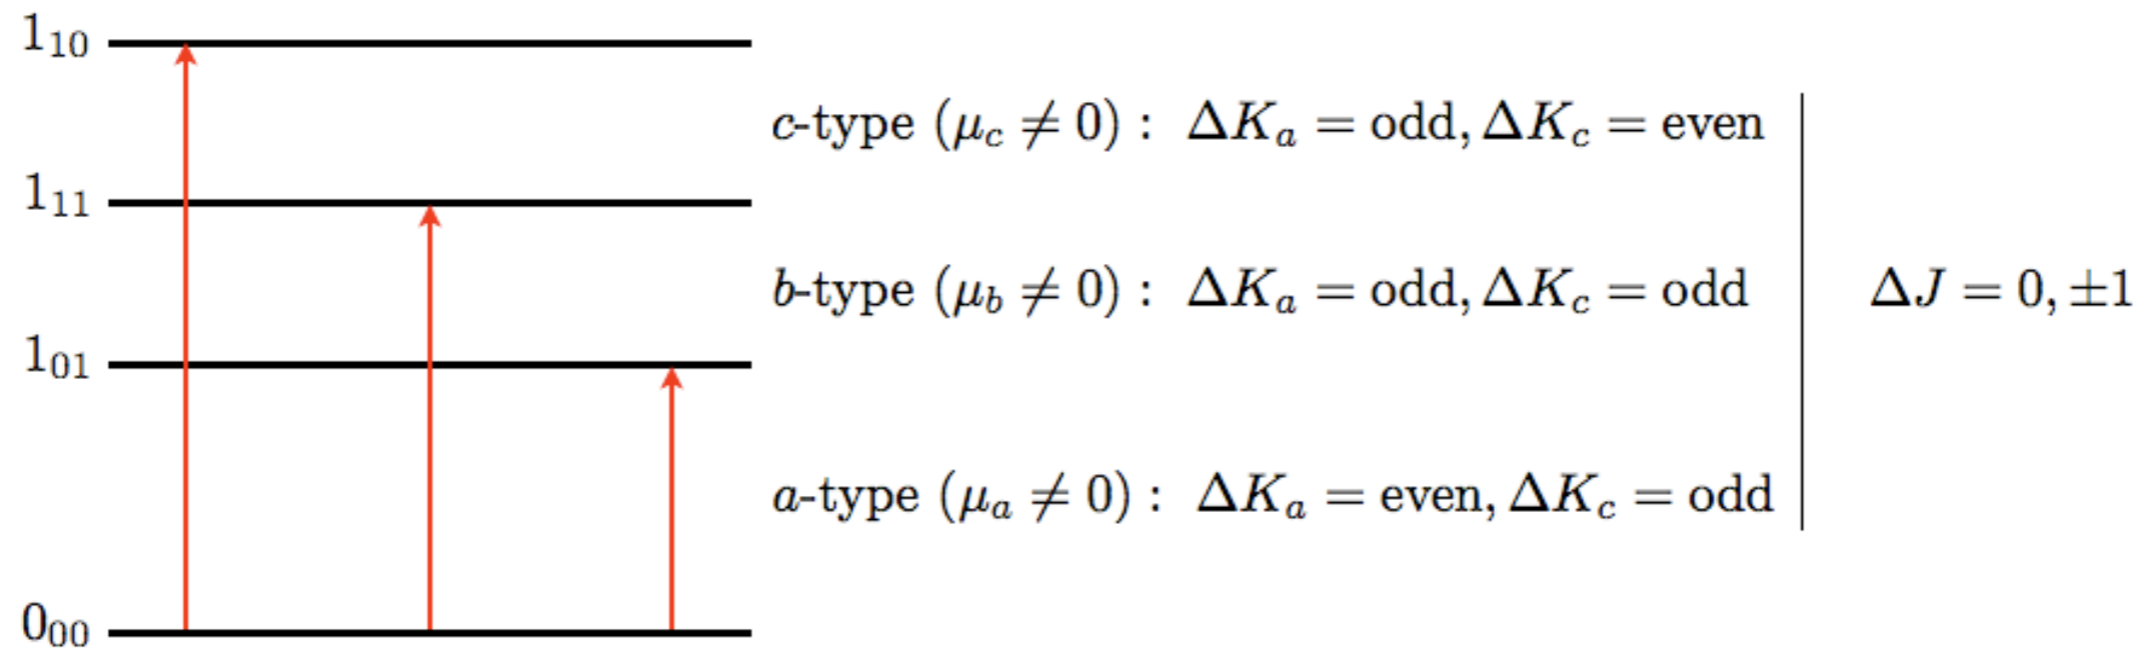 1₁₀
c-type (μ_c ≠ 0) : ΔK_a = odd, ΔK_c = even
1₁₁
b-type (μ_b ≠ 0) : ΔK_a = odd, ΔK_c = odd
ΔJ = 0, ±1
1₀₁
a-type (μ_a ≠ 0) : ΔK_a = even, ΔK_c = odd
0₀₀